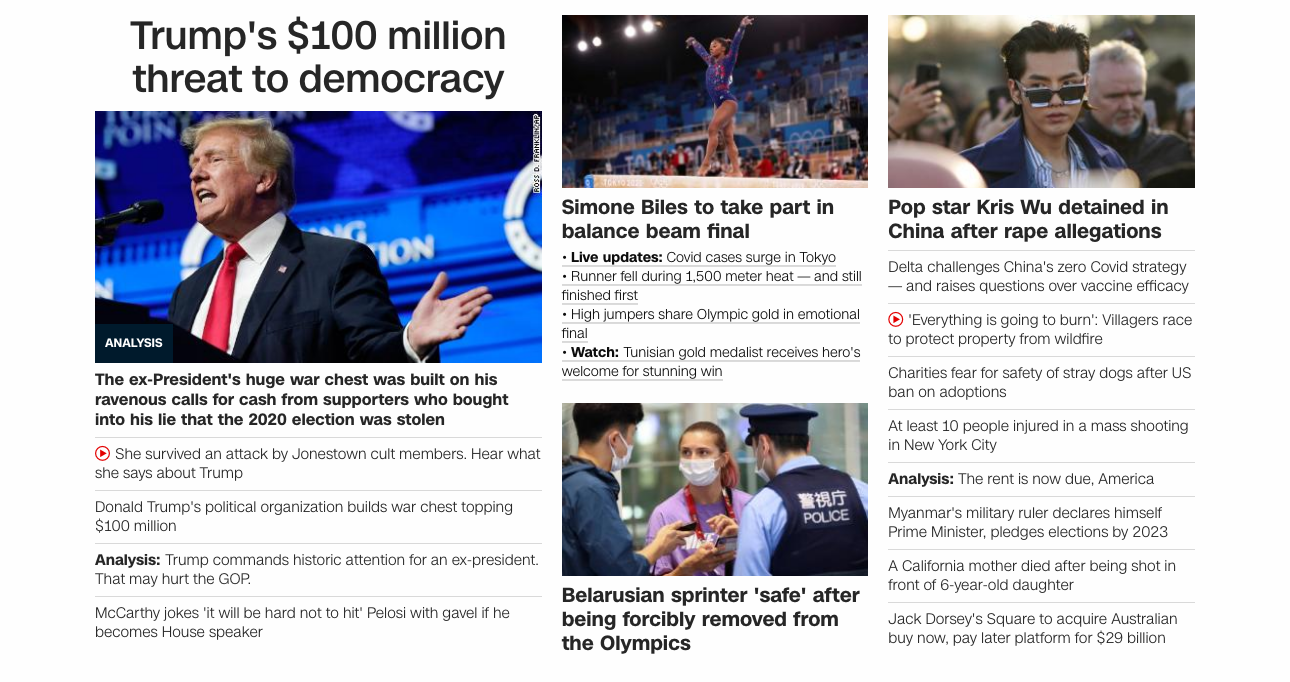 Trump's $100 million
threat to democracy
POINT ACTION
ROSS D. FRANKLIN/AP
NING
CTION
ANALYSIS
The ex-President's huge war chest was built on his
ravenous calls for cash from supporters who bought
into his lie that the 2020 election was stolen
She survived an attack by Jonestown cult members. Hear what
she says about Trump
Donald Trump's political organization builds war chest topping
$100 million
Analysis: Trump commands historic attention for an ex-president.
That may hurt the GOP.
McCarthy jokes 'it will be hard not to hit' Pelosi with gavel if he
becomes House speaker
TOKYO 2020
Simone Biles to take part in
balance beam final
• Live updates: Covid cases surge in Tokyo
• Runner fell during 1,500 meter heat — and still
finished first
• High jumpers share Olympic gold in emotional
final
• Watch: Tunisian gold medalist receives hero's
welcome for stunning win
警視庁
POLICE
Belarusian sprinter 'safe' after
being forcibly removed from
the Olympics
Pop star Kris Wu detained in
China after rape allegations
Delta challenges China's zero Covid strategy
— and raises questions over vaccine efficacy
'Everything is going to burn': Villagers race
to protect property from wildfire
Charities fear for safety of stray dogs after US
ban on adoptions
At least 10 people injured in a mass shooting
in New York City
Analysis: The rent is now due, America
Myanmar's military ruler declares himself
Prime Minister, pledges elections by 2023
A California mother died after being shot in
front of 6-year-old daughter
Jack Dorsey's Square to acquire Australian
buy now, pay later platform for $29 billion